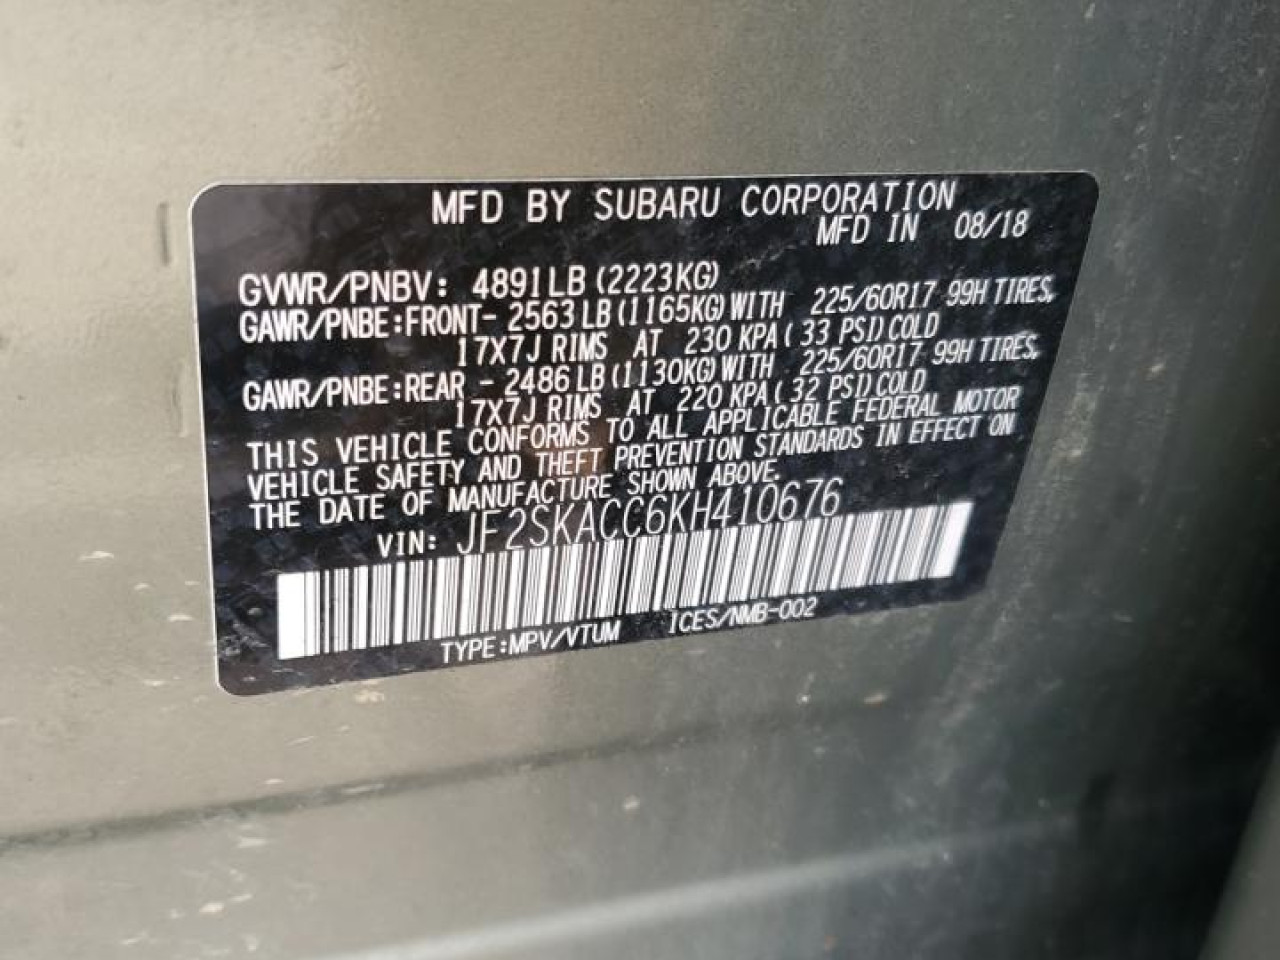 MFD BY SUBARU CORPORATION
MFD IN 08/18
GVWR/PNBV: 4891LB (2223KG)
GAWR/PNBE:FRONT- 2563LB (1165KG) WITH 225/60R17 99H TIRES,
17X7J RIMS AT 230 KPA (33 PSI) COLD
GAWR/PNBE:REAR - 2486LB (1130KG) WITH 225/60R17 99H TIRES,
17X7J RIMS AT 220 KPA (32 PSI) COLD
THIS VEHICLE CONFORMS TO ALL APPLICABLE FEDERAL MOTOR
VEHICLE SAFETY AND THEFT PREVENTION STANDARDS IN EFFECT ON
THE DATE OF MANUFACTURE SHOWN ABOVE.
VIN: JF2SKACC6KH410676
TYPE:MPV/VTUM ICES/NMB-002